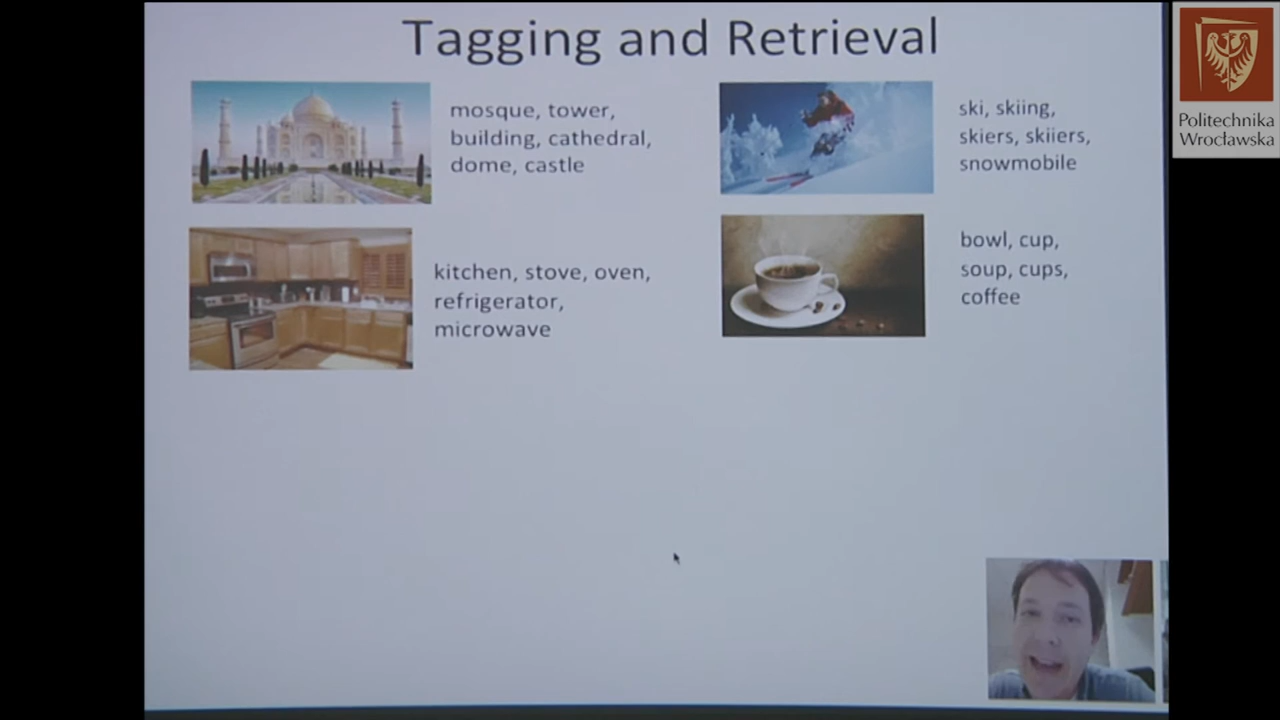 Tagging and Retrieval
mosque, tower,
building, cathedral,
dome, castle
ski, skiing,
skiers, skiiers,
snowmobile
kitchen, stove, oven,
refrigerator,
microwave
bowl, cup,
soup, cups,
coffee
Politechnika
Wrocławska